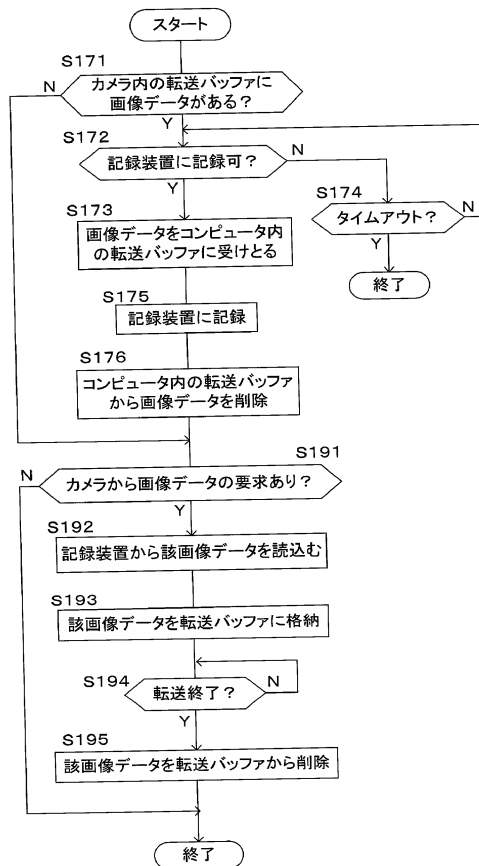 スタート
S171
カメラ内の転送バッファに
画像データがある？
N
Y
S172
記録装置に記録可？
N
Y
S174
タイムアウト？
N
Y
終了
S173
画像データをコンピュータ内
の転送バッファに受けとる
S175
記録装置に記録
S176
コンピュータ内の転送バッファ
から画像データを削除
S191
カメラから画像データの要求あり？
N
Y
S192
記録装置から該画像データを読込む
S193
該画像データを転送バッファに格納
S194
転送終了？
N
Y
S195
該画像データを転送バッファから削除
終了